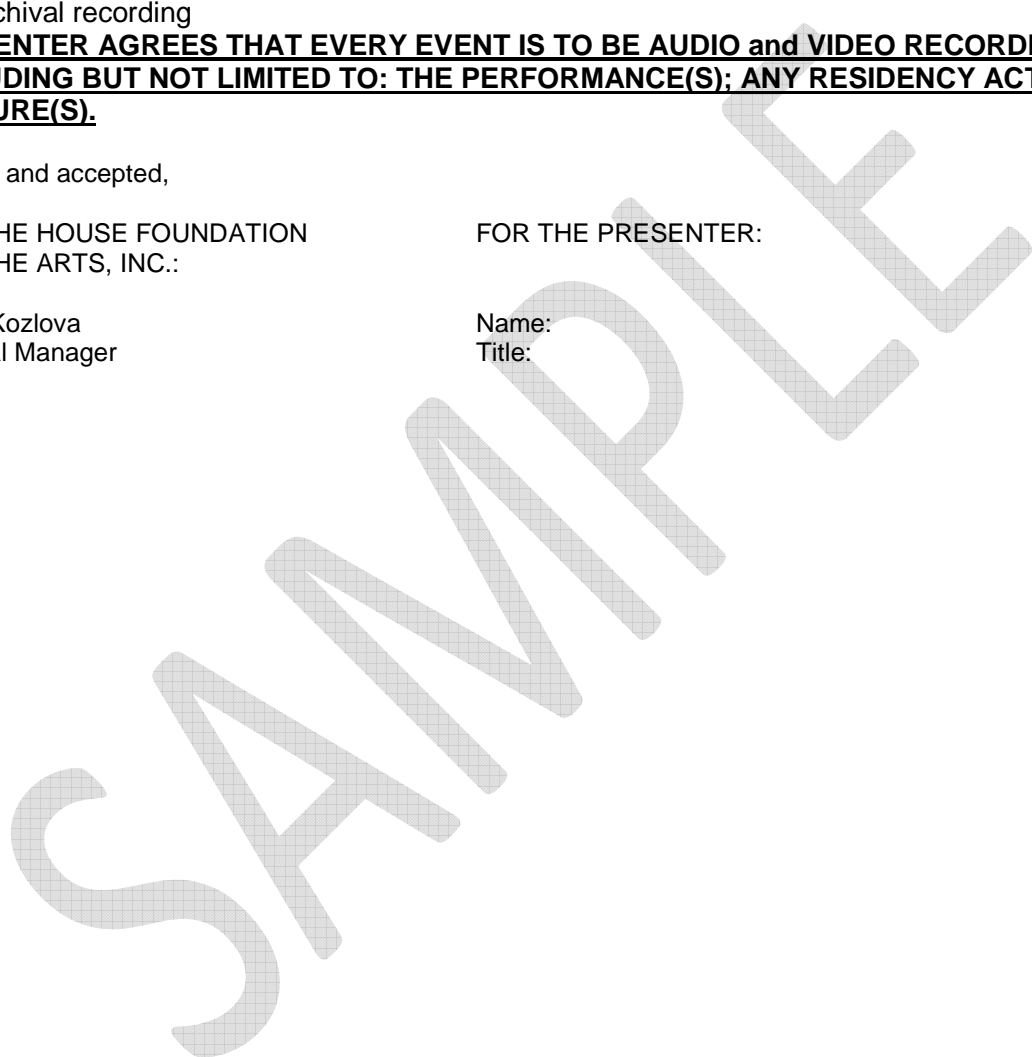 chival recording
ENTER AGREES THAT EVERY EVENT IS TO BE AUDIO and VIDEO RECORD
UDING BUT NOT LIMITED TO: THE PERFORMANCE(S); ANY RESIDENCY ACT
URE(S).
and accepted,
HE HOUSE FOUNDATION FOR THE PRESENTER:
HE ARTS, INC.:
Kozlova Name:
l Manager Title:
SAMPLE